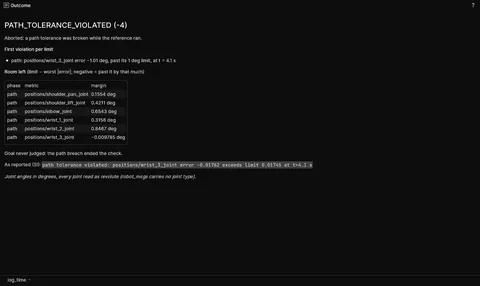 Outcome
?
PATH_TOLERANCE_VIOLATED (-4)
Aborted: a path tolerance was broken while the reference ran.
First violation per limit
• path: positions/wrist_3_joint error -1.01 deg, past its 1 deg limit, at t = 4.1 s
Room left (limit − worst |error|; negative = past it by that much)
phase metric margin
path positions/shoulder_pan_joint 0.1554 deg
path positions/shoulder_lift_joint 0.4211 deg
path positions/elbow_joint 0.6543 deg
path positions/wrist_1_joint 0.3156 deg
path positions/wrist_2_joint 0.8467 deg
path positions/wrist_3_joint -0.009785 deg
Goal never judged: the path breach ended the check.
As reported (SI): path tolerance violated: positions/wrist_3_joint error -0.01762 exceeds limit 0.01745 at t=4.1 s
Joint angles in degrees, every joint read as revolute (robot_msgs carries no joint type).
log_time